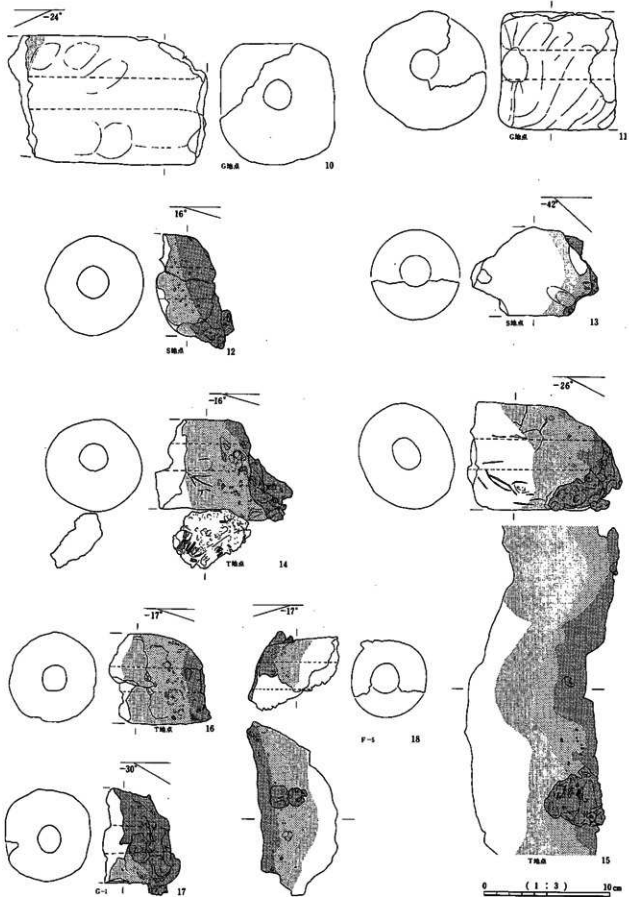 -24°
G地点 10
G地点 11
16°
S地点 12
-42°
S地点 13
-16°
T地点 14
-26°
T地点 15
-17°
T地点 16
-17°
F-5 18
-30°
G-1 17
0 (1:3) 10cm